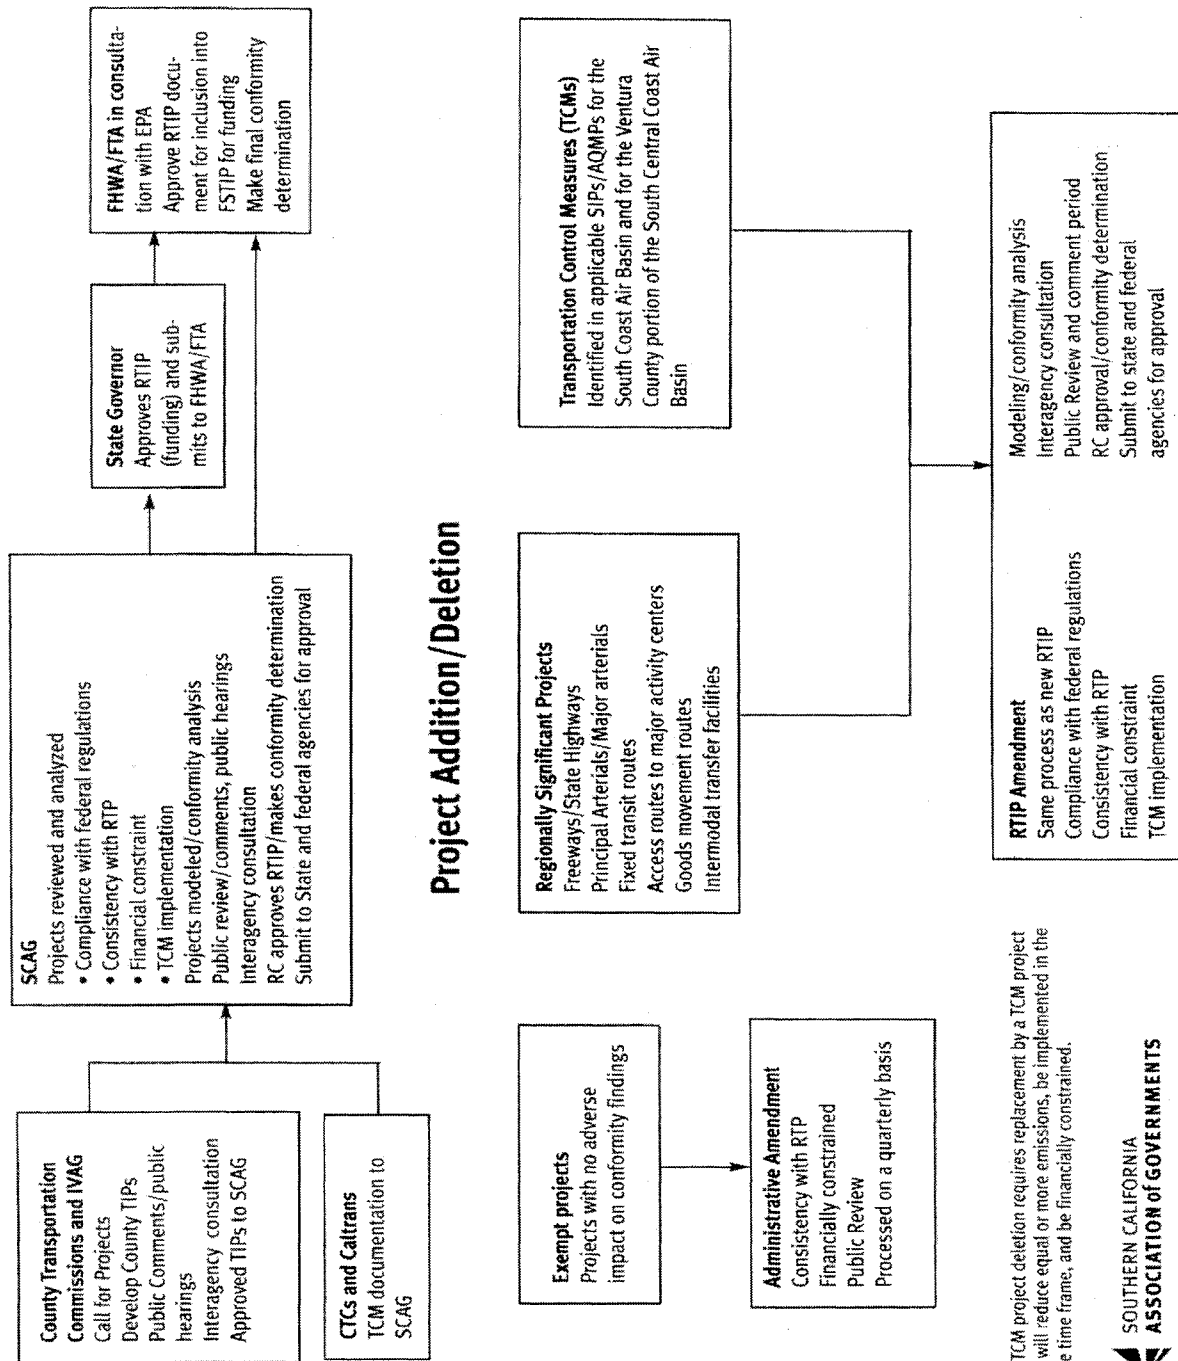 County Transportation
Commissions and IVAG
Call for Projects
Develop County TIPs
Public Comments/public
hearings
Interagency consultation
Approved TIPs to SCAG
CTCs and Caltrans
TCM documentation to
SCAG
SCAG
Projects reviewed and analyzed
• Compliance with federal regulations
• Consistency with RTP
• Financial constraint
• TCM implementation
Projects modeled/conformity analysis
Public review/comments, public hearings
Interagency consultation
RC approves RTIP/makes conformity determination
Submit to State and federal agencies for approval
State Governor
Approves RTIP
(funding) and sub-
mits to FHWA/FTA
FHWA/FTA in consulta-
tion with EPA
Approve RTIP docu-
ment for inclusion into
FSTIP for funding
Make final conformity
determination
Project Addition/Deletion
Exempt projects
Projects with no adverse
impact on conformity findings
Administrative Amendment
Consistency with RTP
Financially constrained
Public Review
Processed on a quarterly basis
Regionally Significant Projects
Freeways/State Highways
Principal Arterials/Major arterials
Fixed transit routes
Access routes to major activity centers
Goods movement routes
Intermodal transfer facilities
Transportation Control Measures (TCMs)
Identified in applicable SIPs/AQMPs for the
South Coast Air Basin and for the Ventura
County portion of the South Central Coast Air
Basin
RTIP Amendment
Same process as new RTIP
Compliance with federal regulations
Consistency with RTP
Financial constraint
TCM implementation
Modeling/conformity analysis
Interagency consultation
Public Review and comment period
RC approval/conformity determination
Submit to state and federal
agencies for approval
TCM project deletion requires replacement by a TCM project
will reduce equal or more emissions, be implemented in the
time frame, and be financially constrained.
SOUTHERN CALIFORNIA
ASSOCIATION of GOVERNMENTS